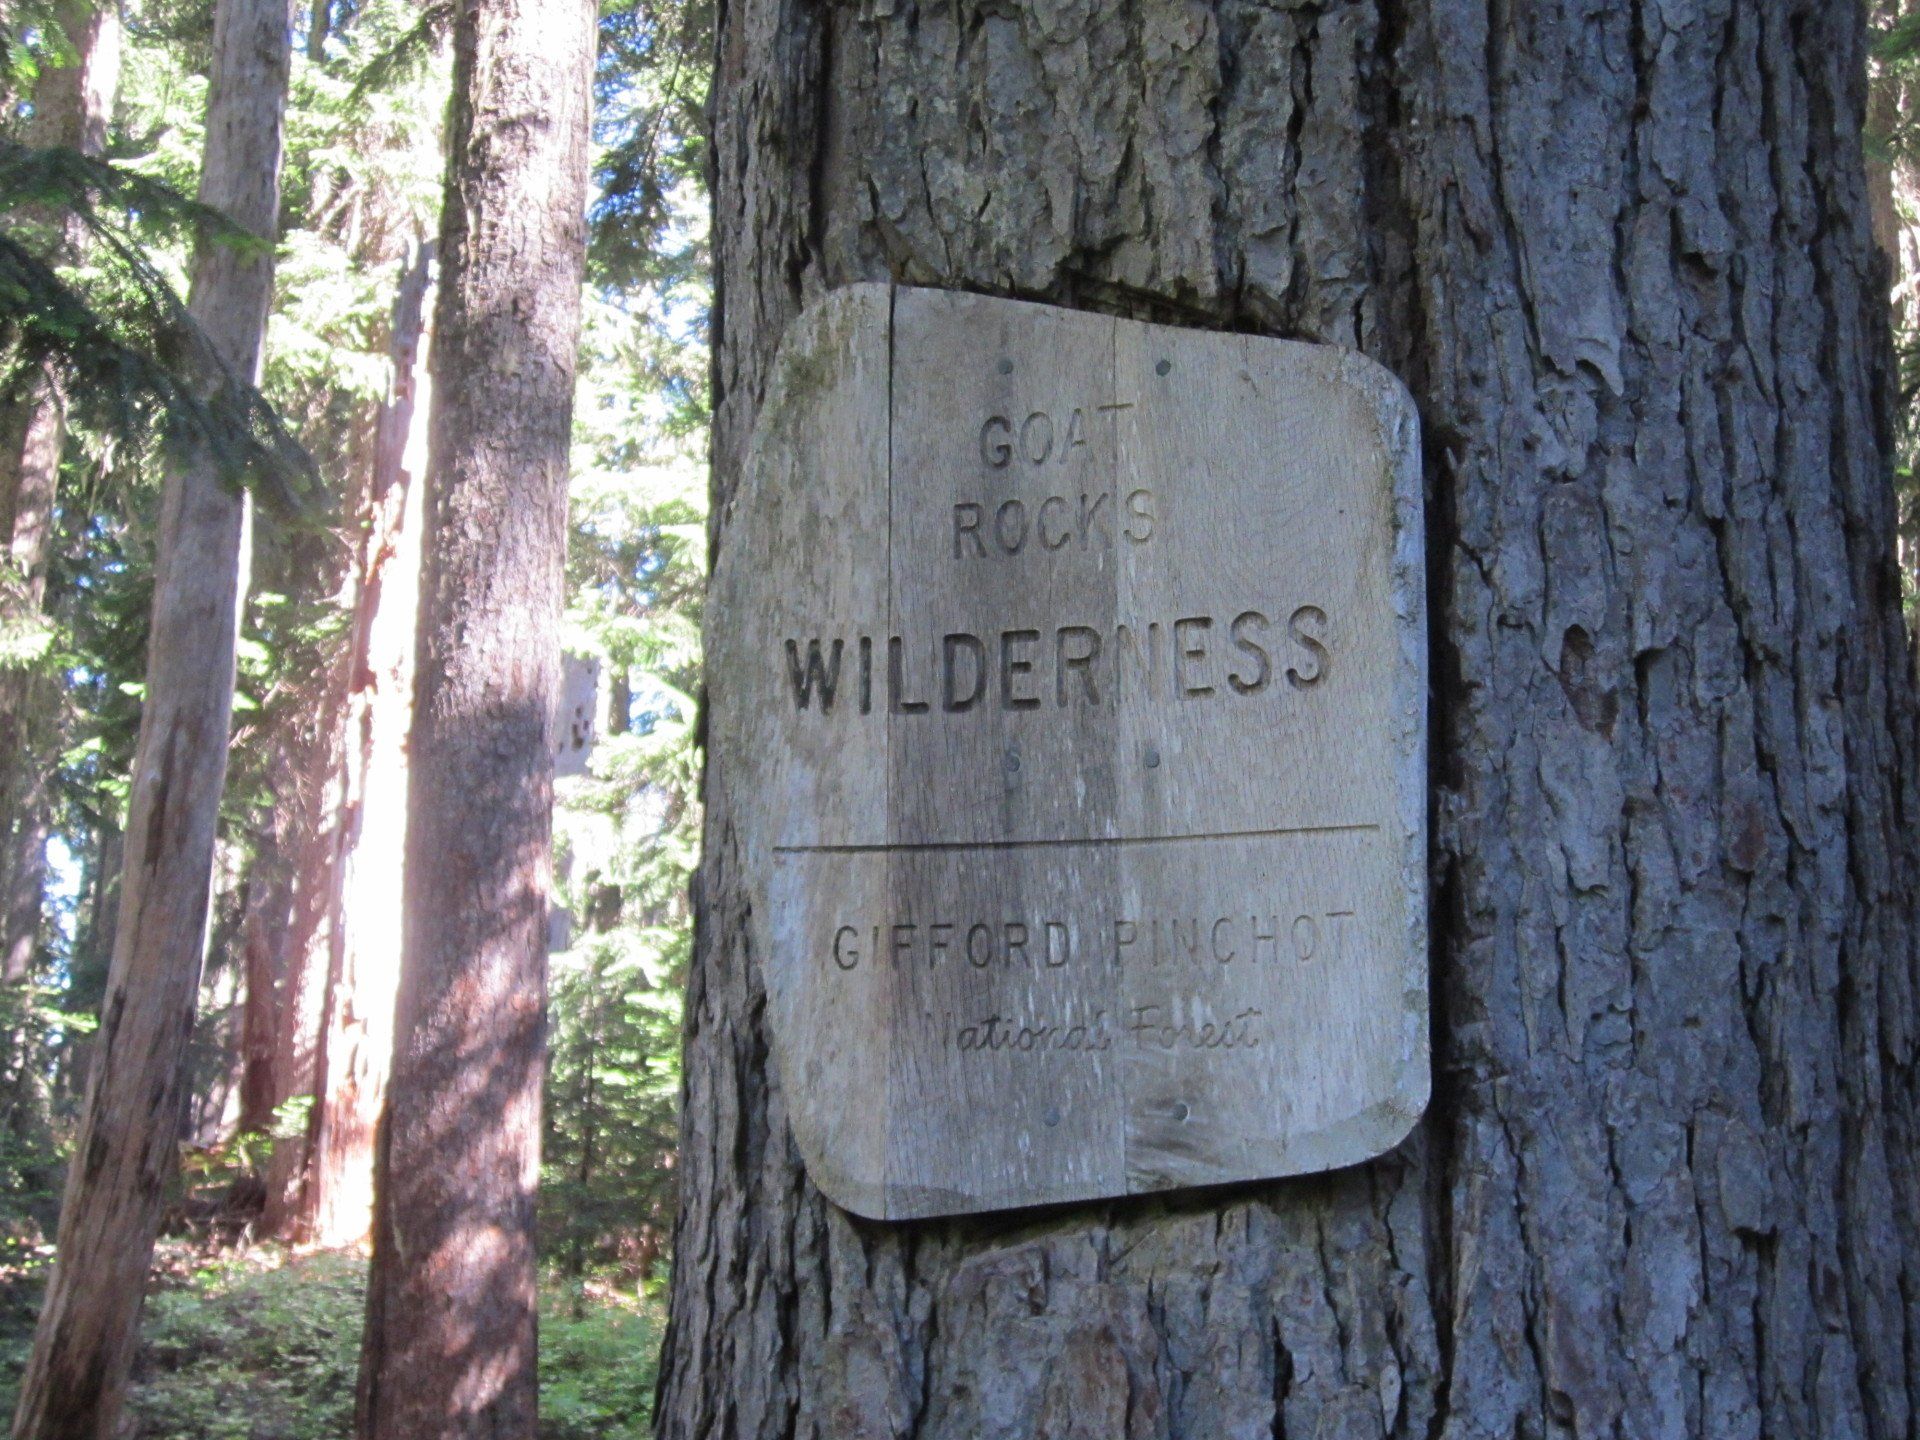 GOAT
ROCKS
WILDERNESS
GIFFORD PINCHOT
National Forest